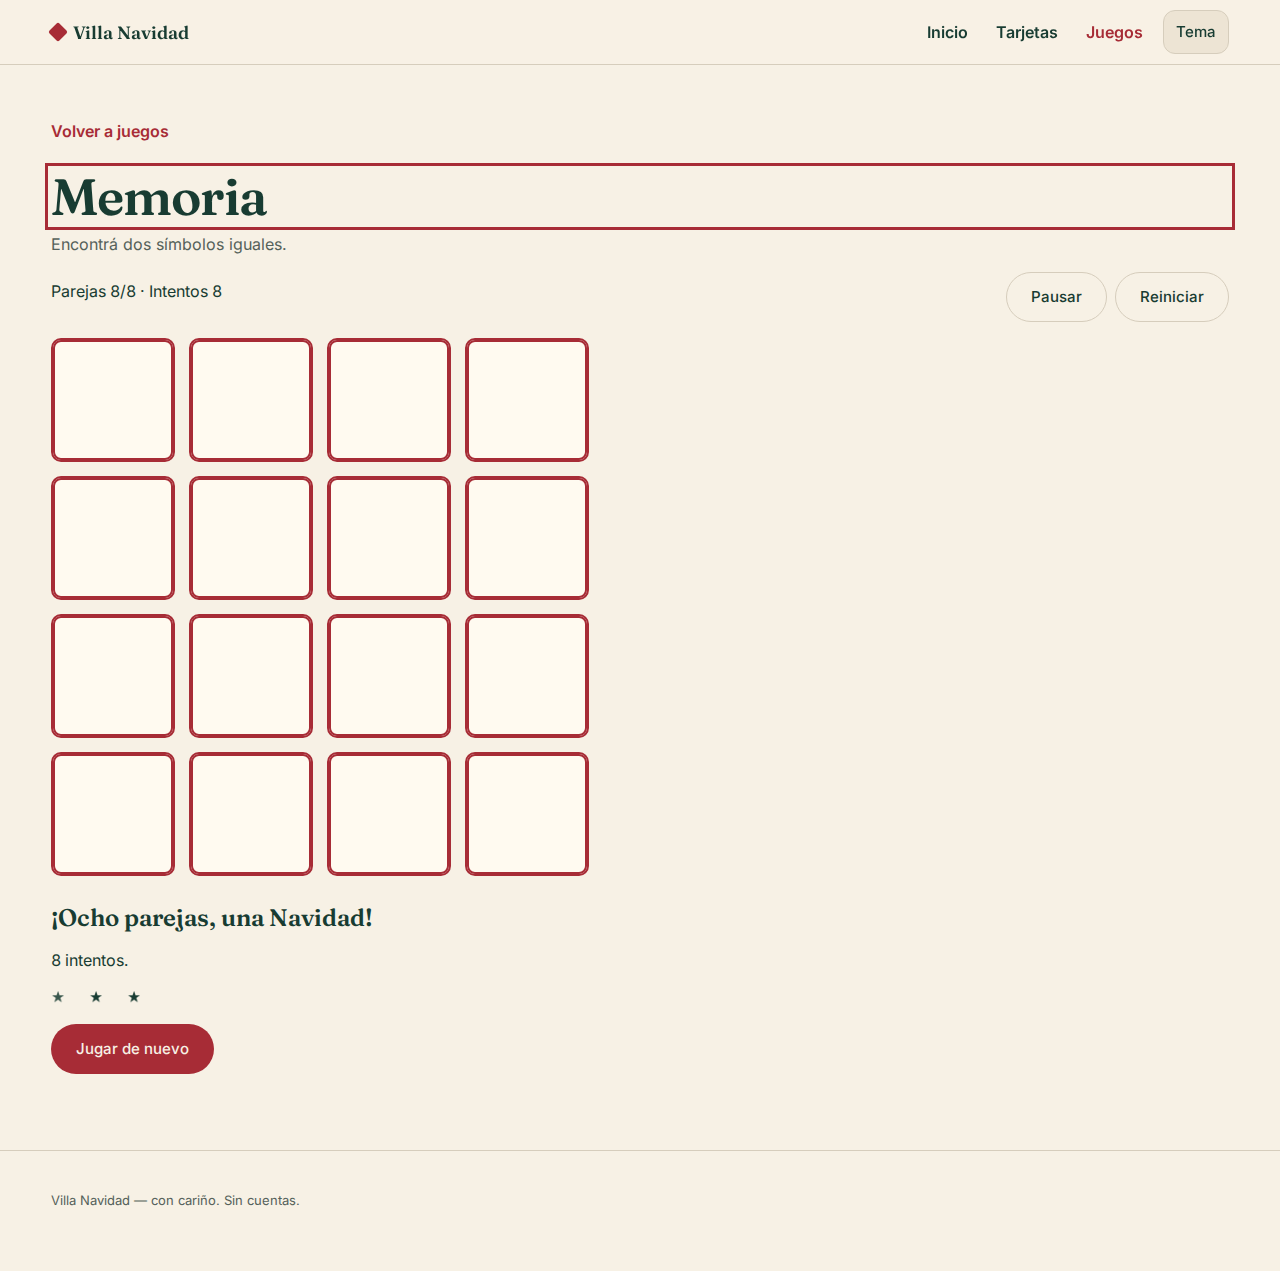 Villa Navidad
Inicio Tarjetas Juegos Tema
Volver a juegos
Memoria
Encontrá dos símbolos iguales.
Parejas 8/8 · Intentos 8
Pausar Reiniciar
¡Ocho parejas, una Navidad!
8 intentos.
★ ★ ★
Jugar de nuevo
Villa Navidad — con cariño. Sin cuentas.